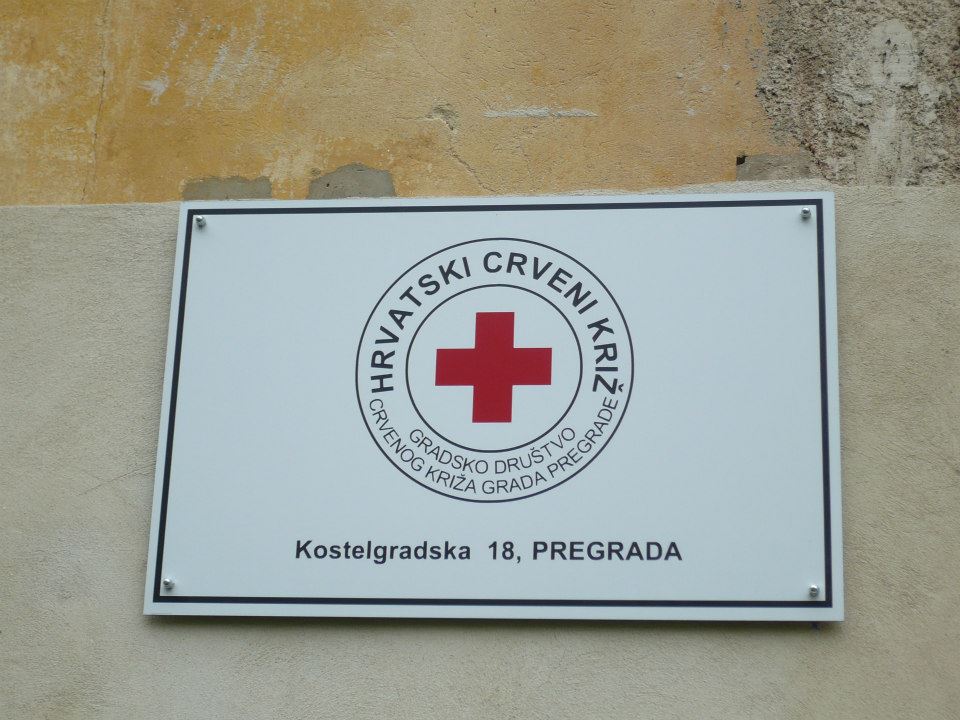 HRVATSKI CRVENI KRIŽ
GRADSKO DRUŠTVO
CRVENOG KRIŽA GRADA PREGRADE
Kostelgradska 18, PREGRADA